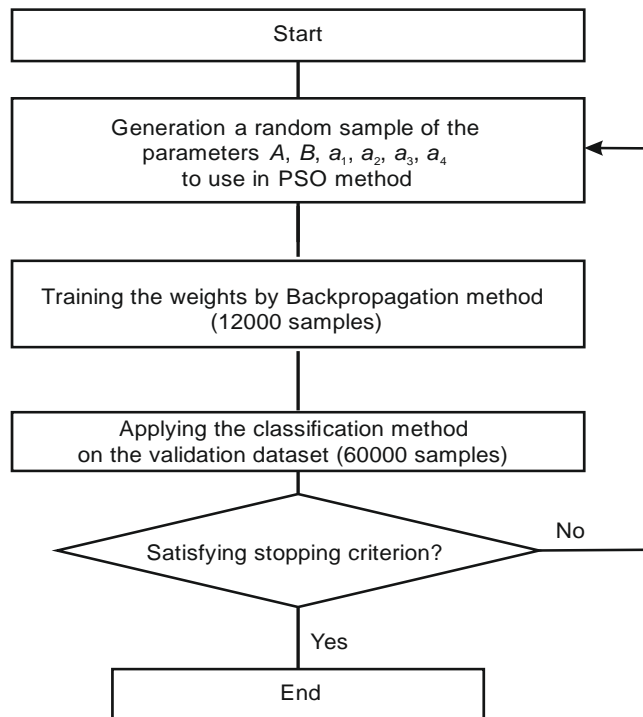 Start
Generation a random sample of the
parameters A, B, a₁, a₂, a₃, a₄
to use in PSO method
Training the weights by Backpropagation method
(12000 samples)
Applying the classification method
on the validation dataset (60000 samples)
Satisfying stopping criterion?
No
Yes
End